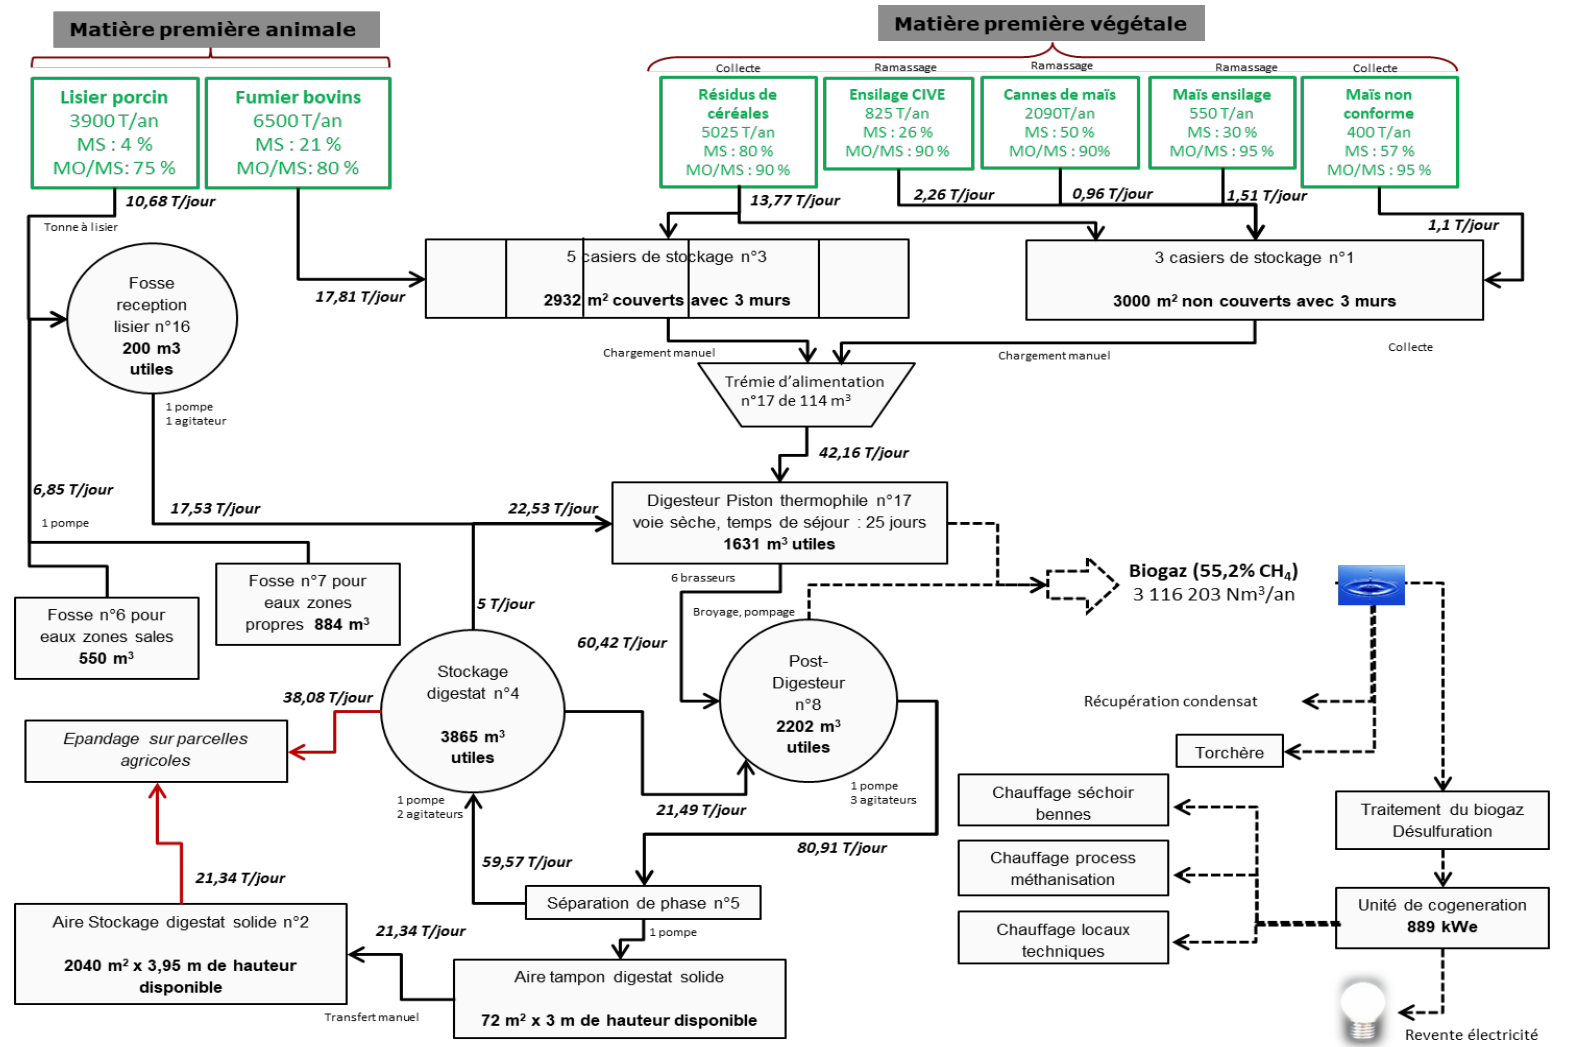 Matière première animale
Matière première végétale
Collecte
Ramassage
Ramassage
Ramassage
Collecte
Lisier porcin
3900 T/an
MS : 4 %
MO/MS: 75 %
Fumier bovins
6500 T/an
MS : 21 %
MO/MS: 80 %
Résidus de
céréales
5025 T/an
MS : 80 %
MO/MS: 90 %
Ensilage CIVE
825 T/an
MS : 26 %
MO/MS : 90 %
Cannes de maïs
2090T/an
MS : 50 %
MO/MS : 90%
Maïs ensilage
550 T/an
MS : 30 %
MO/MS : 95 %
Maïs non
conforme
400 T/an
MS : 57 %
MO/MS : 95 %
10,68 T/jour
Tonne à lisier
13,77 T/jour
2,26 T/jour
0,96 T/jour
1,51 T/jour
1,1 T/jour
Fosse
reception
lisier n°16
200 m3
utiles
17,81 T/jour
5 casiers de stockage n°3
2932 m² couverts avec 3 murs
3 casiers de stockage n°1
3000 m² non couverts avec 3 murs
Chargement manuel
Chargement manuel
Collecte
1 pompe
1 agitateur
Trémie d'alimentation
n°17 de 114 m³
42,16 T/jour
6,85 T/jour
1 pompe
17,53 T/jour
22,53 T/jour
Digesteur Piston thermophile n°17
voie sèche, temps de séjour : 25 jours
1631 m³ utiles
6 brasseurs
Broyage, pompage
Biogaz (55,2% CH₄)
3 116 203 Nm³/an
Fosse n°7 pour
eaux zones
propres 884 m³
Fosse n°6 pour
eaux zones sales
550 m³
5 T/jour
60,42 T/jour
Stockage
digestat n°4
3865 m³
utiles
Post-
Digesteur
n°8
2202 m³
utiles
38,08 T/jour
Epandage sur parcelles
agricoles
Récupération condensat
Torchère
1 pompe
2 agitateurs
21,49 T/jour
1 pompe
3 agitateurs
Chauffage séchoir
bennes
Traitement du biogaz
Désulfuration
80,91 T/jour
59,57 T/jour
Chauffage process
méthanisation
21,34 T/jour
Séparation de phase n°5
Unité de cogeneration
889 kWe
Aire Stockage digestat solide n°2
2040 m² x 3,95 m de hauteur
disponible
21,34 T/jour
1 pompe
Chauffage locaux
techniques
Aire tampon digestat solide
72 m² x 3 m de hauteur disponible
Transfert manuel
Revente électricité